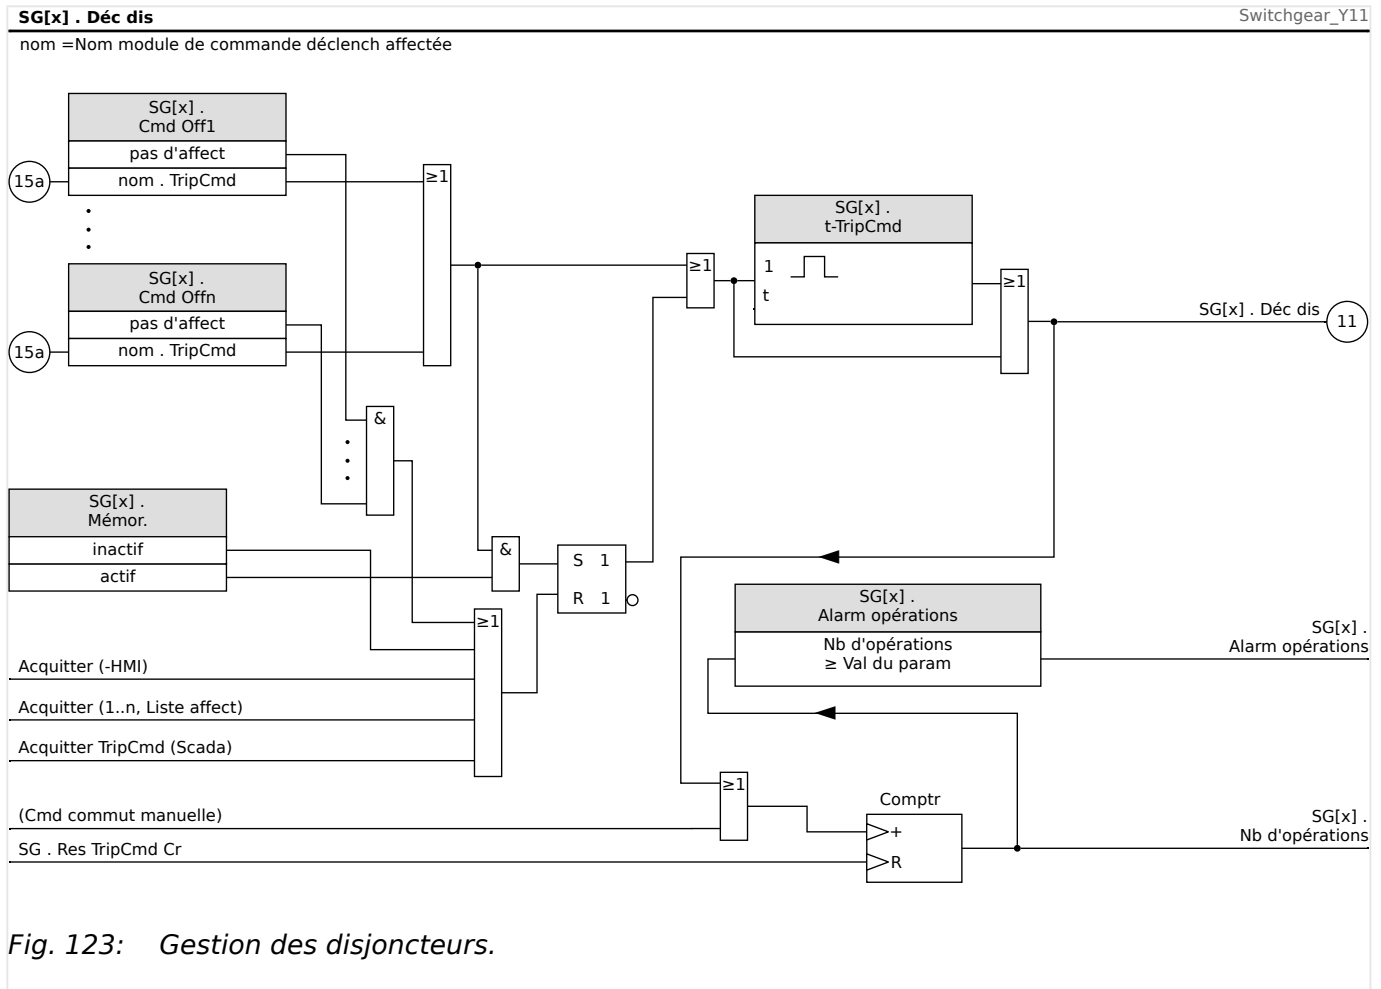 SG[x] . Déc dis
Switchgear_Y11
nom =Nom module de commande déclench affectée
SG[x] .
Cmd Off1
pas d'affect
15a
nom . TripCmd
≥1
SG[x] .
t-TripCmd
SG[x] .
Cmd Offn
≥1
1
t
≥1
SG[x] . Déc dis
11
pas d'affect
15a
nom . TripCmd
&
SG[x] .
Mémor.
inactif
actif
&
S 1
R 1
≥1
SG[x] .
Alarm opérations
Nb d'opérations
≥ Val du param
SG[x] .
Alarm opérations
Acquitter (-HMI)
Acquitter (1..n, Liste affect)
Acquitter TripCmd (Scada)
≥1
Comptr
(Cmd commut manuelle)
+
SG[x] .
Nb d'opérations
SG . Res TripCmd Cr
R
Fig. 123: Gestion des disjoncteurs.